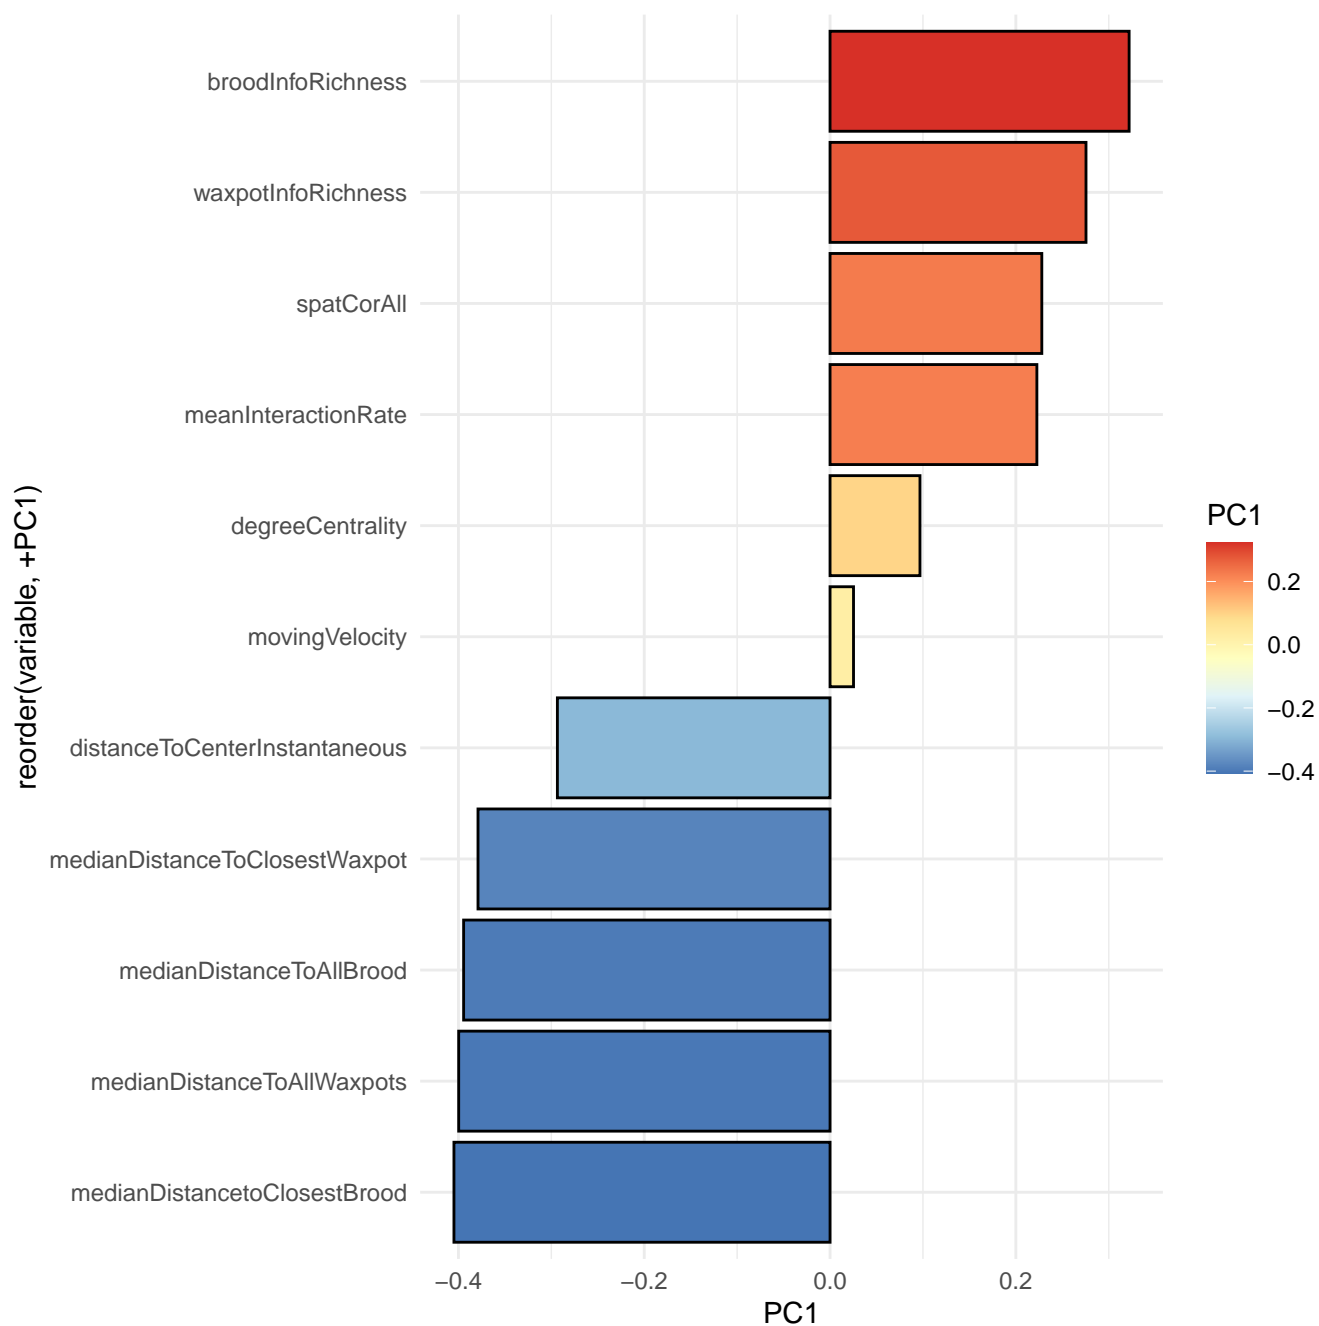 broodInfoRichness
waxpotInfoRichness
spatCorAll
meanInteractionRate
degreeCentrality
movingVelocity
distanceToCenterInstantaneous
medianDistanceToClosestWaxpot
medianDistanceToAllBrood
medianDistanceToAllWaxpots
medianDistancetoClosestBrood
reorder(variable, +PC1)
−0.4
−0.2
0.0
0.2
PC1
PC1
0.2
0.0
−0.2
−0.4